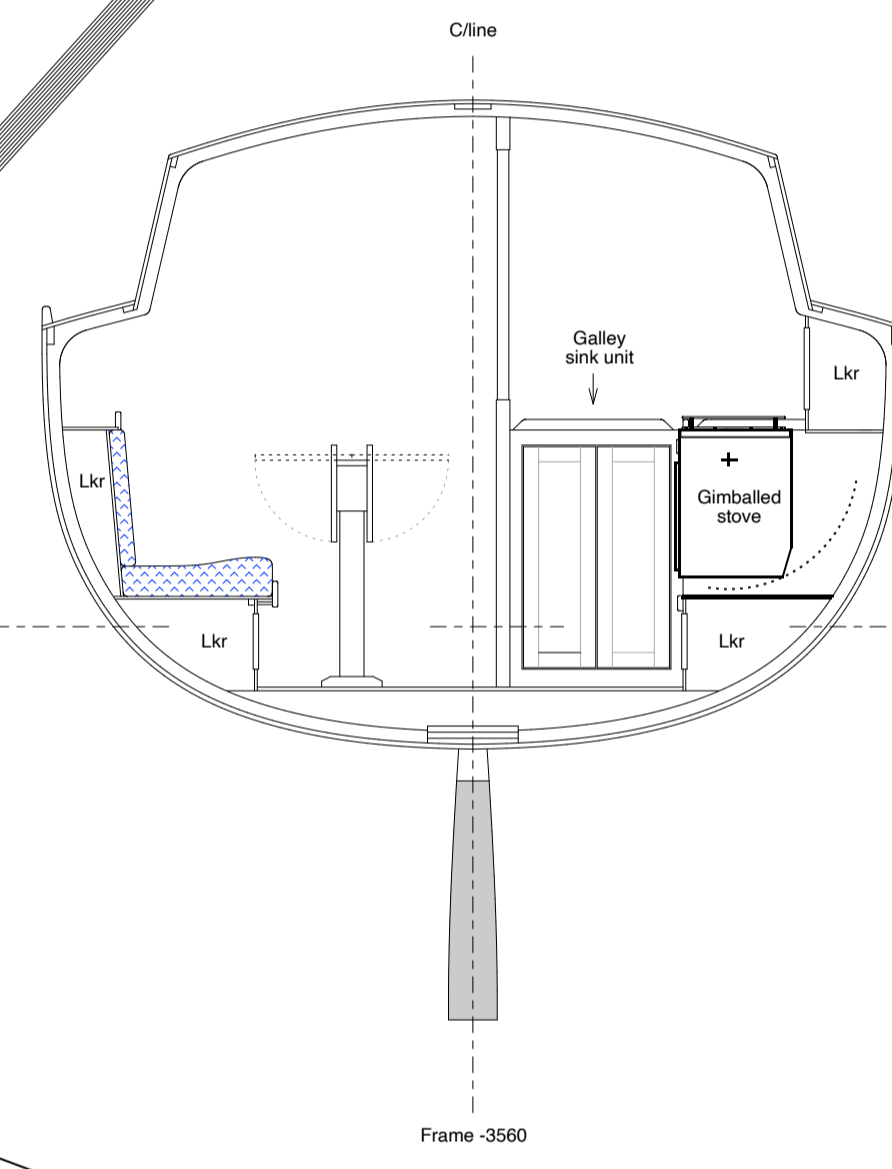 C/line
Galley
sink unit
Lkr
Lkr
Gimballed
stove
Lkr
Lkr
Frame -3560